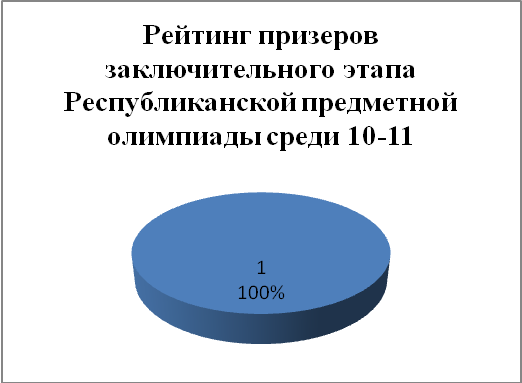 Рейтинг призеров
заключительного этапа
Республиканской предметной
олимпиады среди 10-11
1
100%